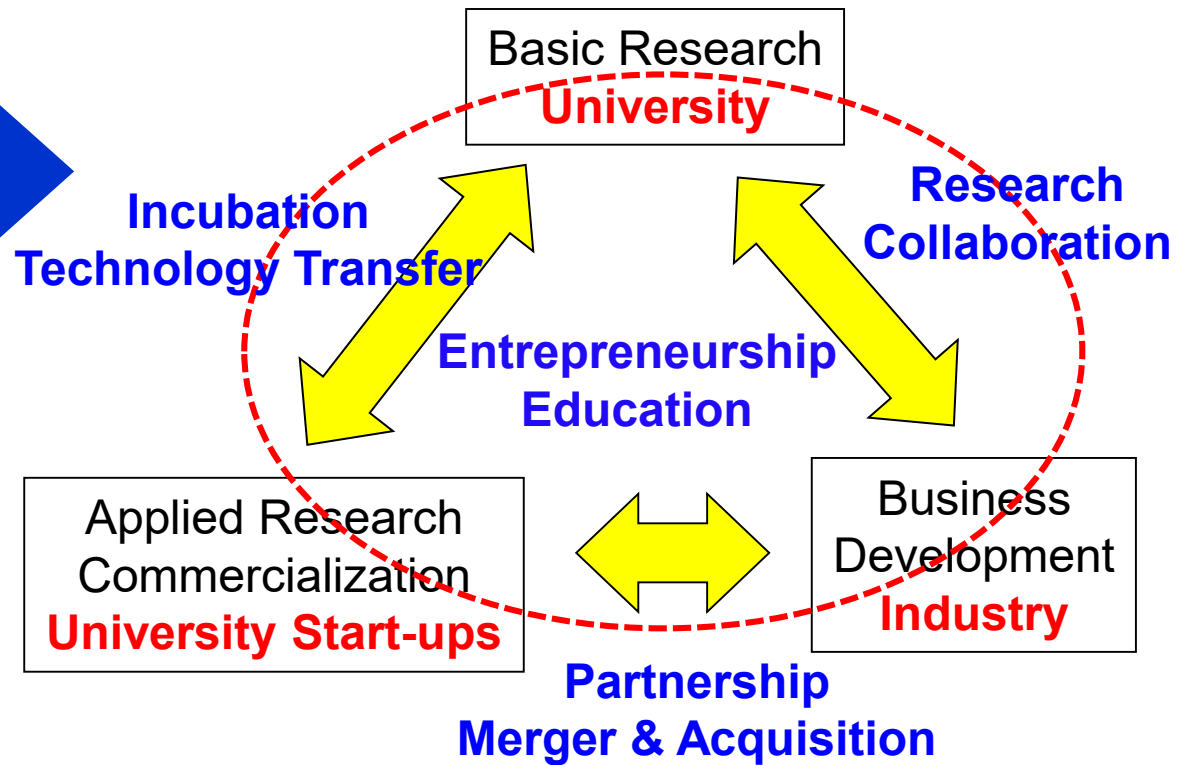 Basic Research
University
Incubation
Technology Transfer
Research
Collaboration
Entrepreneurship
Education
Applied Research
Commercialization
University Start-ups
Business
Development
Industry
Partnership
Merger & Acquisition